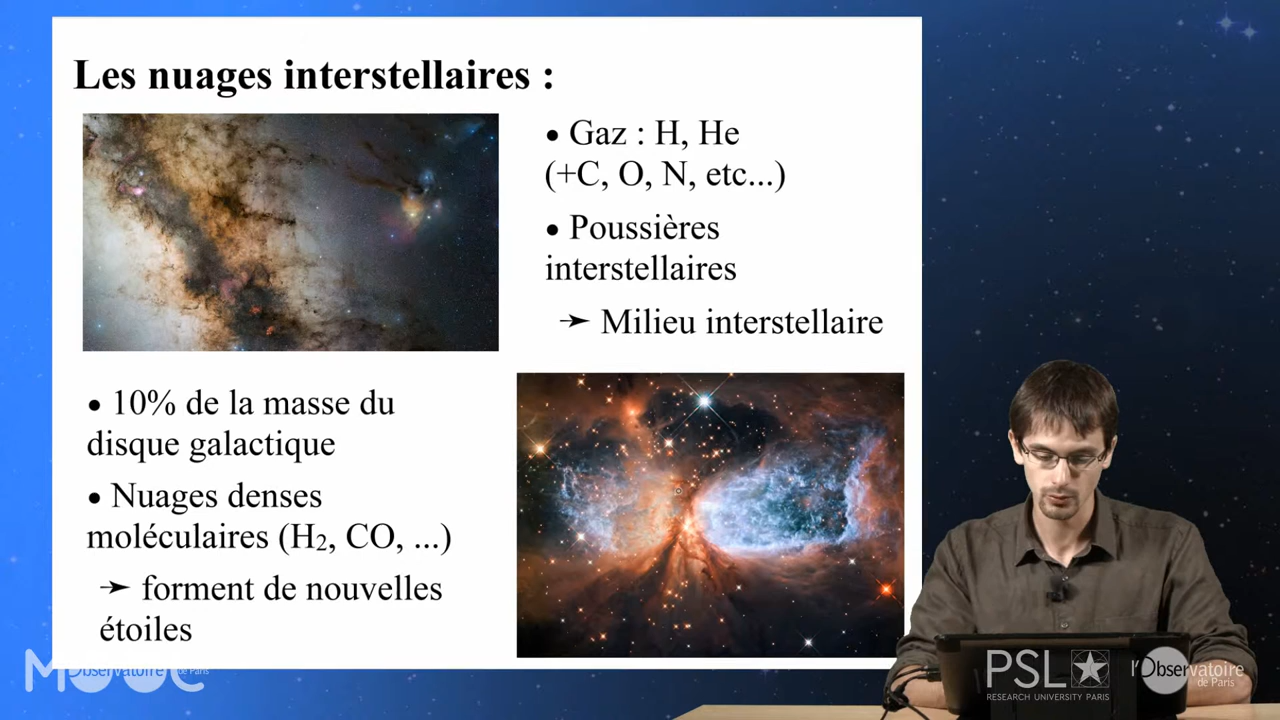 Les nuages interstellaires :
• Gaz : H, He
(+C, O, N, etc...)
• Poussières
interstellaires
➛ Milieu interstellaire
• 10% de la masse du
disque galactique
• Nuages denses
moléculaires (H₂, CO, ...)
➛ forment de nouvelles
étoiles
MOOC
Observatoire de Paris
PSL
RESEARCH UNIVERSITY PARIS
l'Observatoire
de Paris